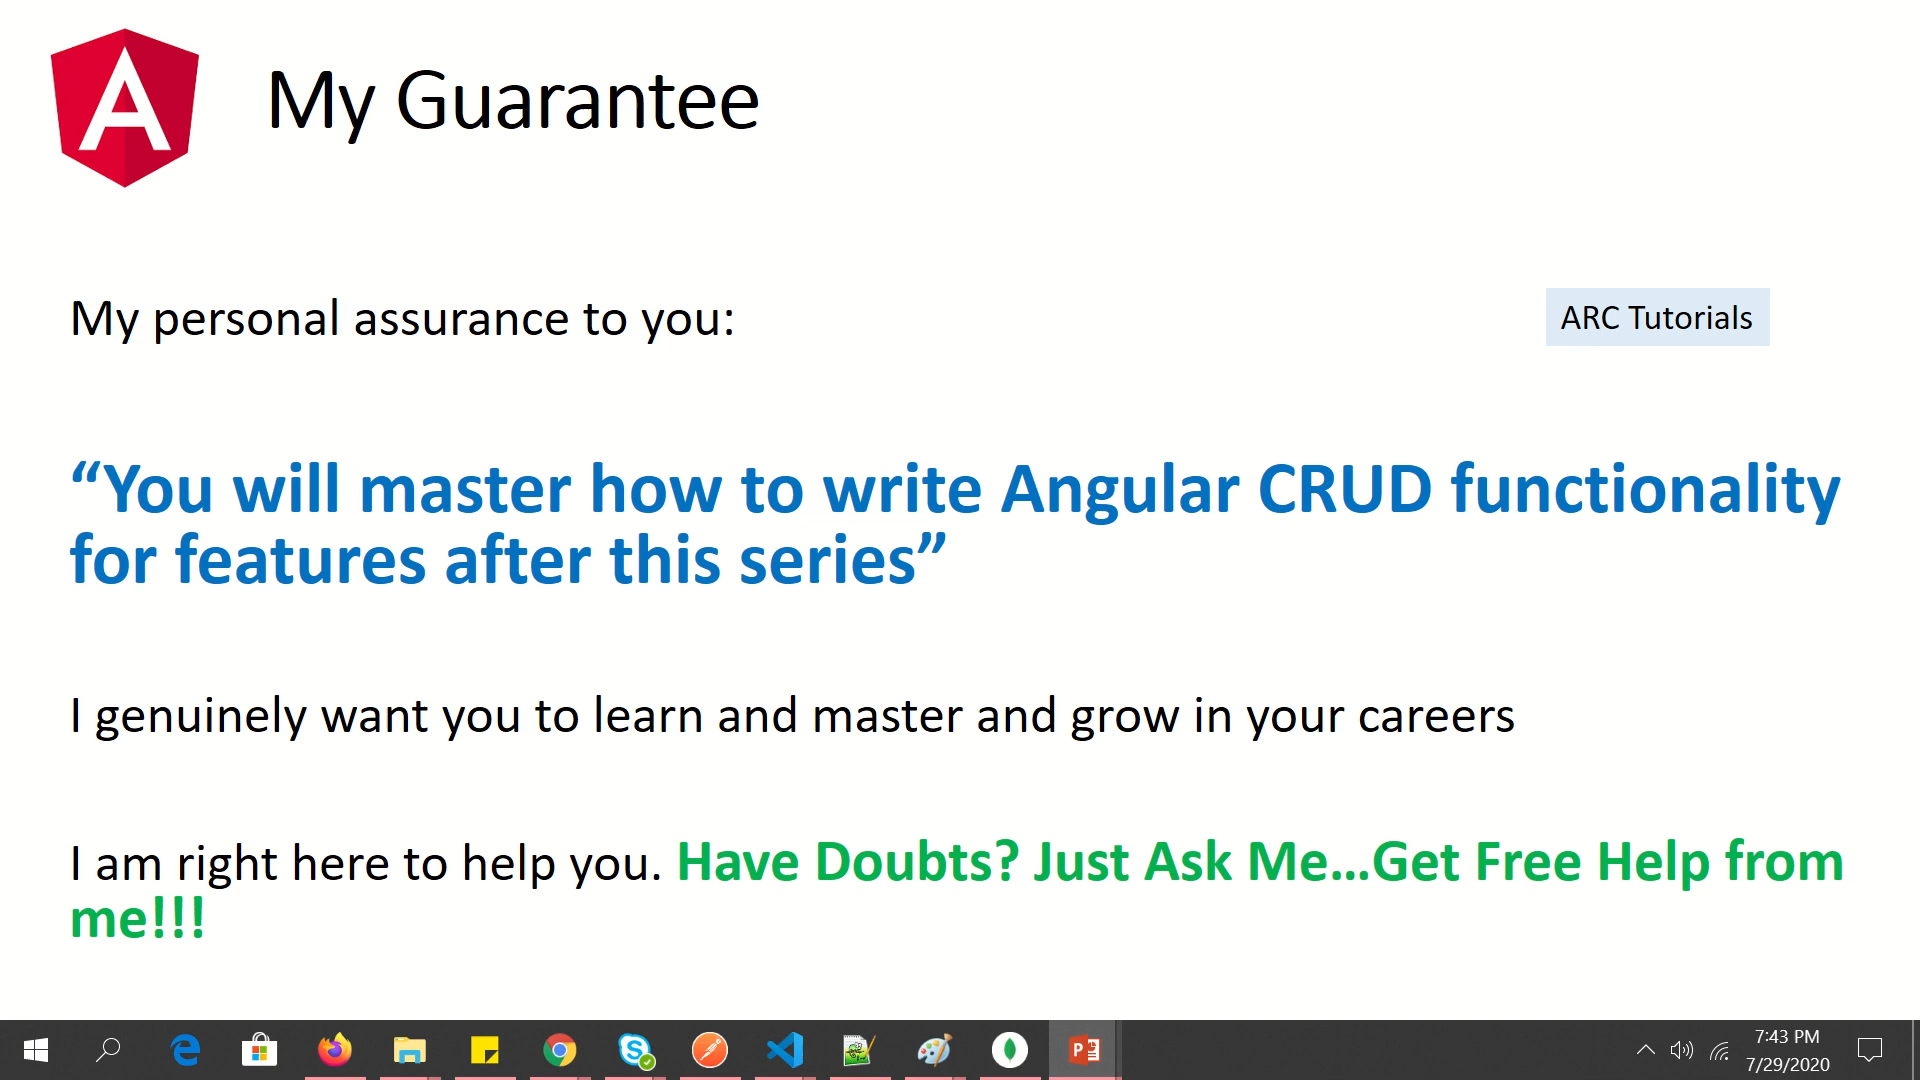 My Guarantee
My personal assurance to you:
ARC Tutorials
“You will master how to write Angular CRUD functionality
for features after this series”
I genuinely want you to learn and master and grow in your careers
I am right here to help you. Have Doubts? Just Ask Me...Get Free Help from
me!!!
7:43 PM
7/29/2020